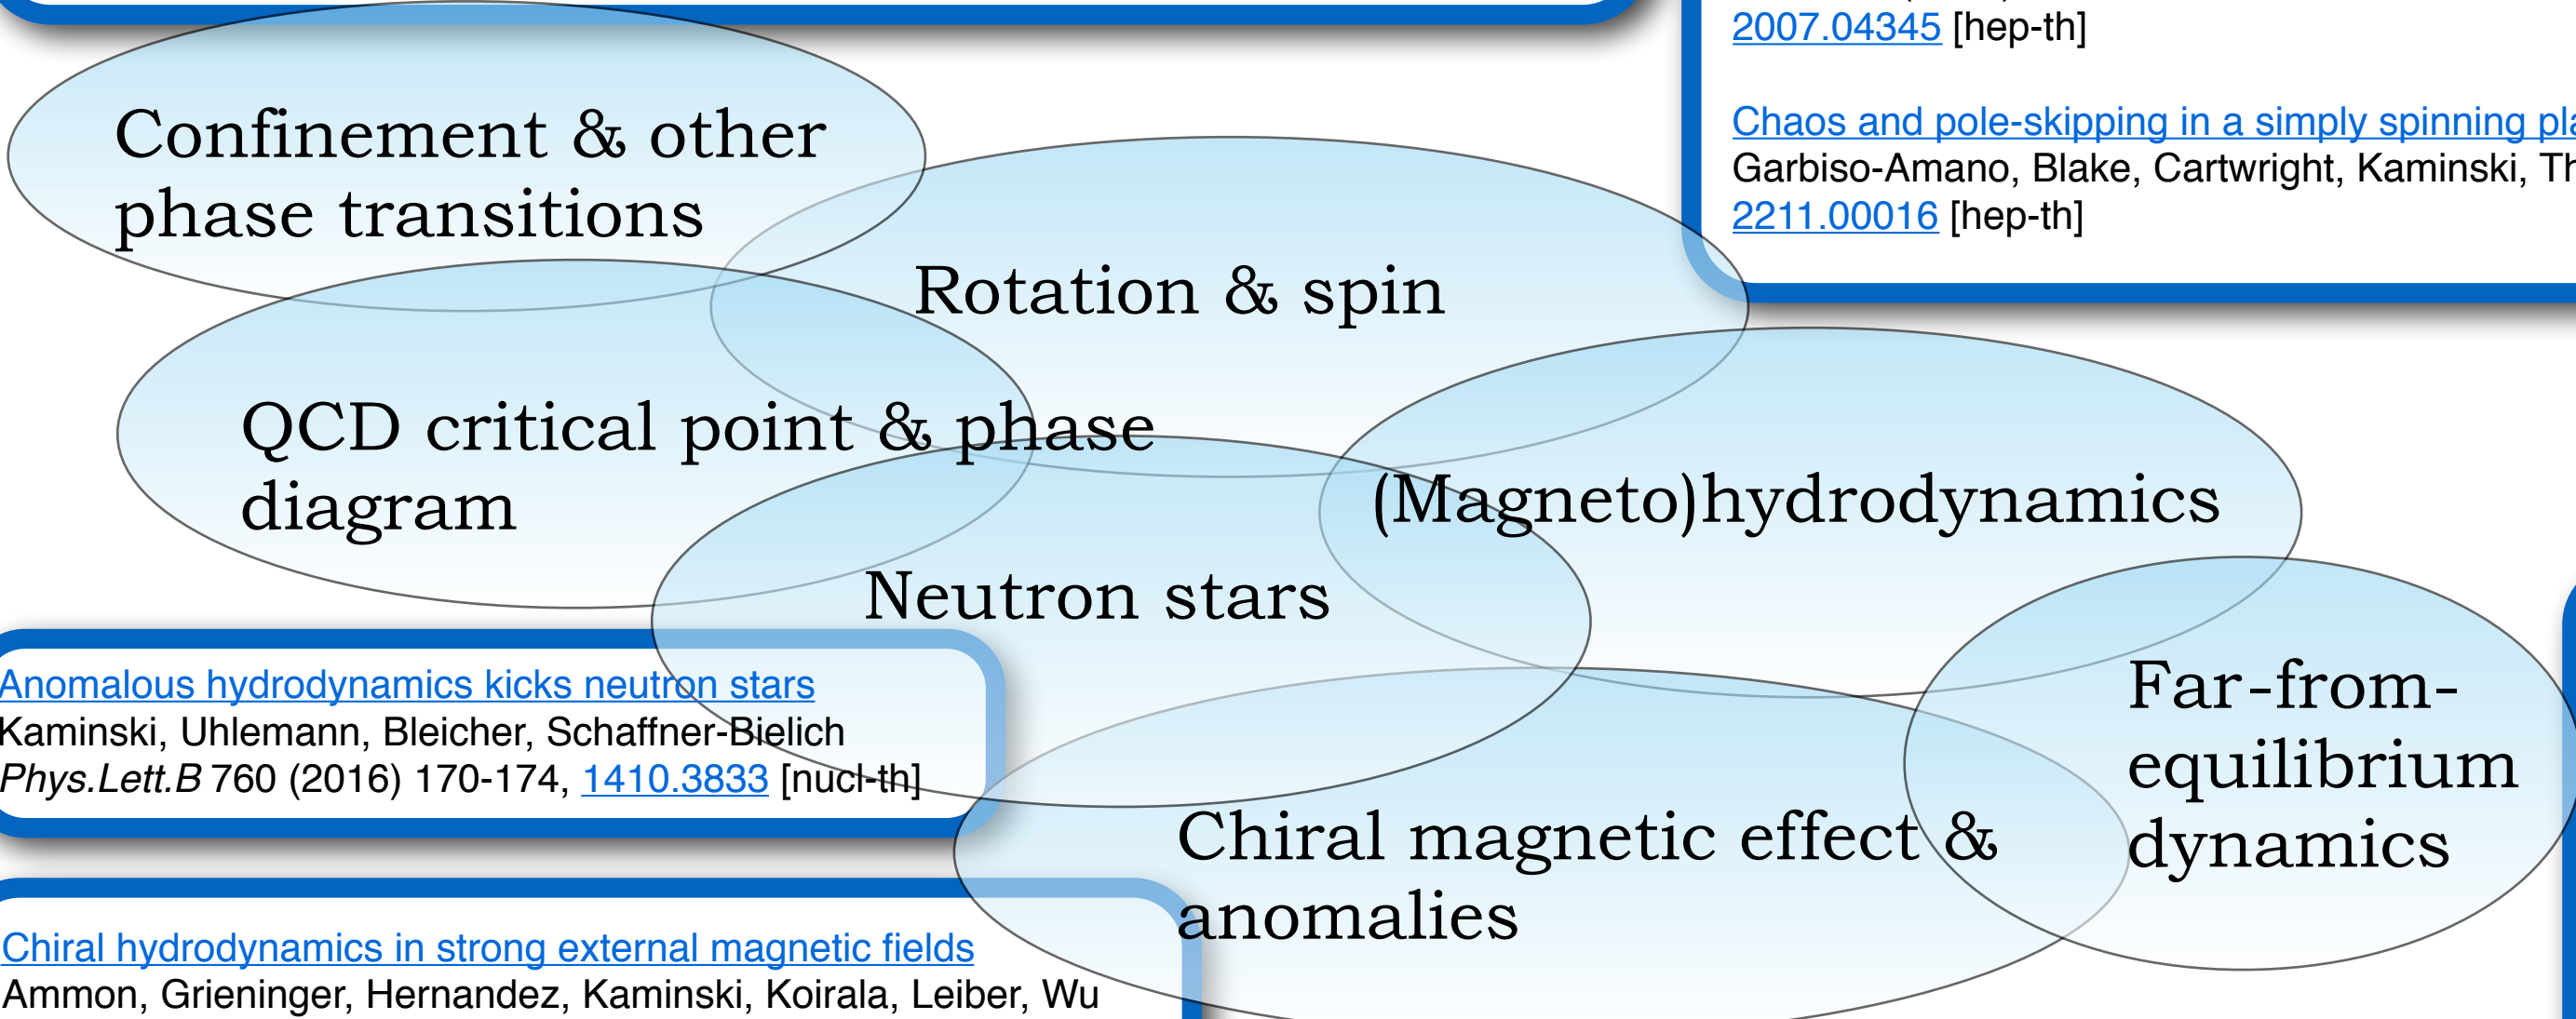 2007.04345 [hep-th]
Chaos and pole-skipping in a simply spinning
Garbiso-Amano, Blake, Cartwright, Kaminski,
2211.00016 [hep-th]
Confinement & other
phase transitions
Rotation & spin
QCD critical point & phase
diagram
(Magneto)hydrodynamics
Neutron stars
Far-from-
equilibrium
dynamics
Chiral magnetic effect &
anomalies
Anomalous hydrodynamics kicks neutron stars
Kaminski, Uhlemann, Bleicher, Schaffner-Bielich
Phys.Lett.B 760 (2016) 170-174, 1410.3833 [nucl-th]
Chiral hydrodynamics in strong external magnetic fields
Ammon, Grieninger, Hernandez, Kaminski, Koirala, Leiber, Wu